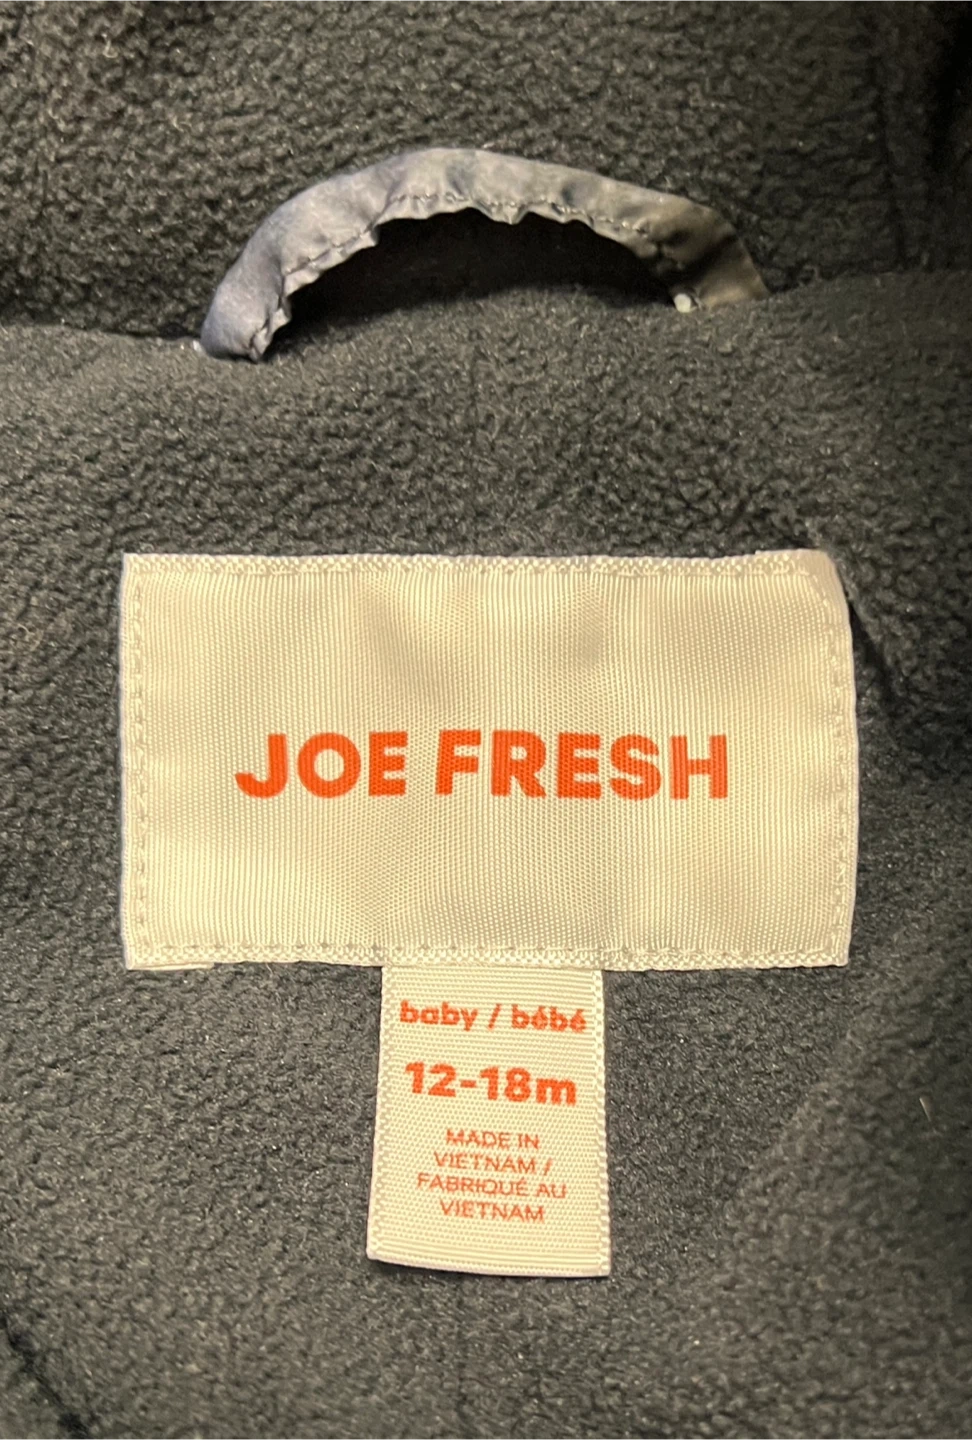 JOE FRESH
baby / bébé
12-18m
MADE IN
VIETNAM /
FABRIQUÉ AU
VIETNAM